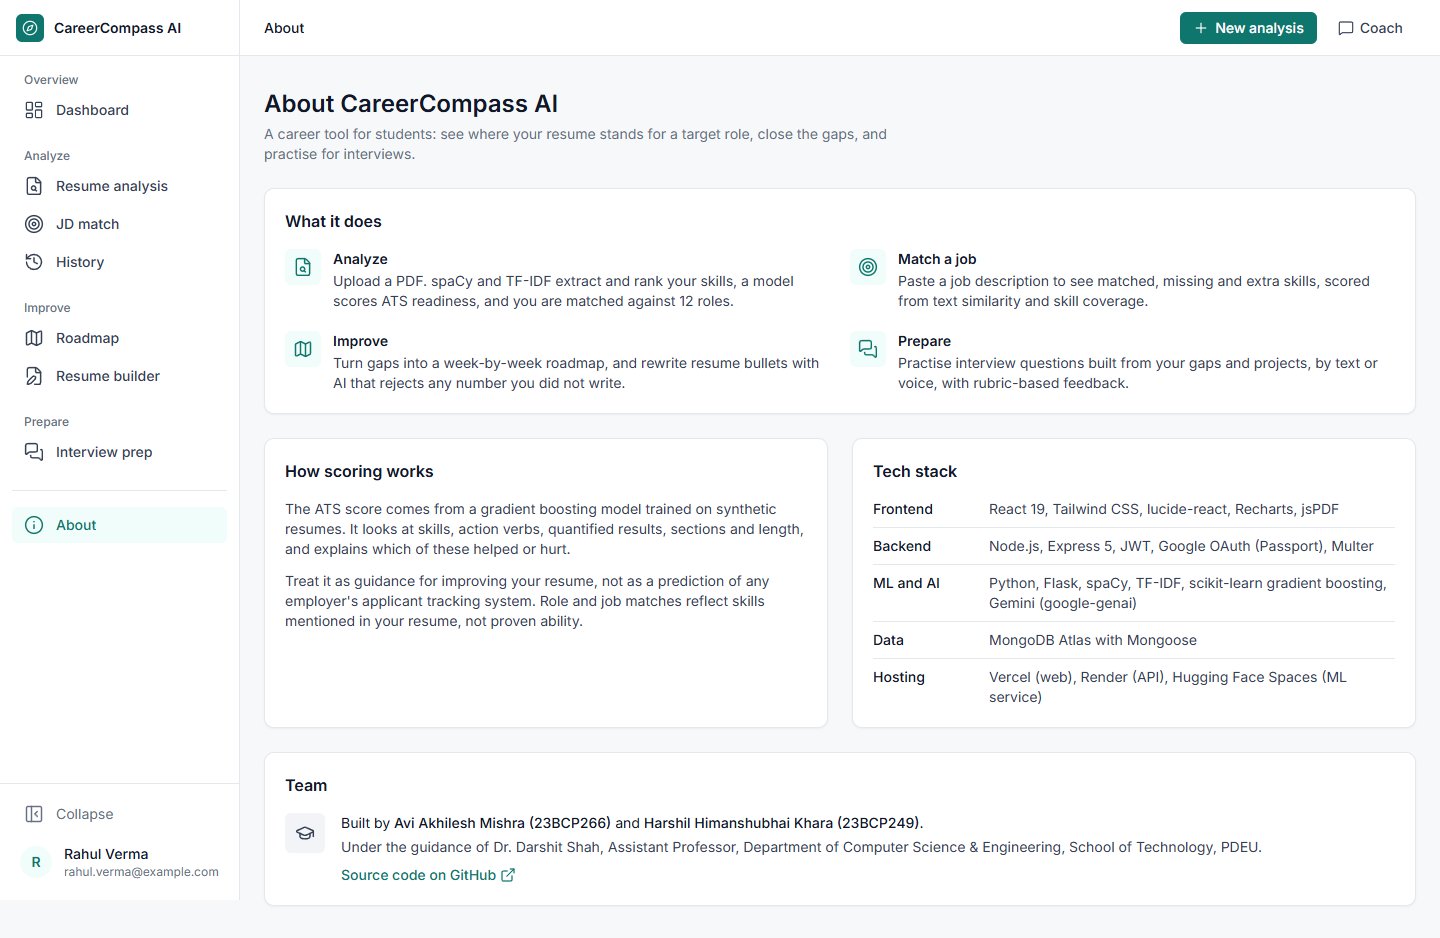 CareerCompass AI
Overview
Dashboard
Analyze
Resume analysis
JD match
History
Improve
Roadmap
Resume builder
Prepare
Interview prep
About
Collapse
R
Rahul Verma
rahul.verma@example.com
About
New analysis
Coach
About CareerCompass AI
A career tool for students: see where your resume stands for a target role, close the gaps, and
practise for interviews.
What it does
Analyze
Upload a PDF. spaCy and TF-IDF extract and rank your skills, a model
scores ATS readiness, and you are matched against 12 roles.
Match a job
Paste a job description to see matched, missing and extra skills, scored
from text similarity and skill coverage.
Improve
Turn gaps into a week-by-week roadmap, and rewrite resume bullets with
AI that rejects any number you did not write.
Prepare
Practise interview questions built from your gaps and projects, by text or
voice, with rubric-based feedback.
How scoring works
The ATS score comes from a gradient boosting model trained on synthetic
resumes. It looks at skills, action verbs, quantified results, sections and length,
and explains which of these helped or hurt.
Treat it as guidance for improving your resume, not as a prediction of any
employer's applicant tracking system. Role and job matches reflect skills
mentioned in your resume, not proven ability.
Tech stack
Frontend React 19, Tailwind CSS, lucide-react, Recharts, jsPDF
Backend Node.js, Express 5, JWT, Google OAuth (Passport), Multer
ML and AI Python, Flask, spaCy, TF-IDF, scikit-learn gradient boosting,
Gemini (google-genai)
Data MongoDB Atlas with Mongoose
Hosting Vercel (web), Render (API), Hugging Face Spaces (ML
service)
Team
Built by Avi Akhilesh Mishra (23BCP266) and Harshil Himanshubhai Khara (23BCP249).
Under the guidance of Dr. Darshit Shah, Assistant Professor, Department of Computer Science & Engineering, School of Technology, PDEU.
Source code on GitHub